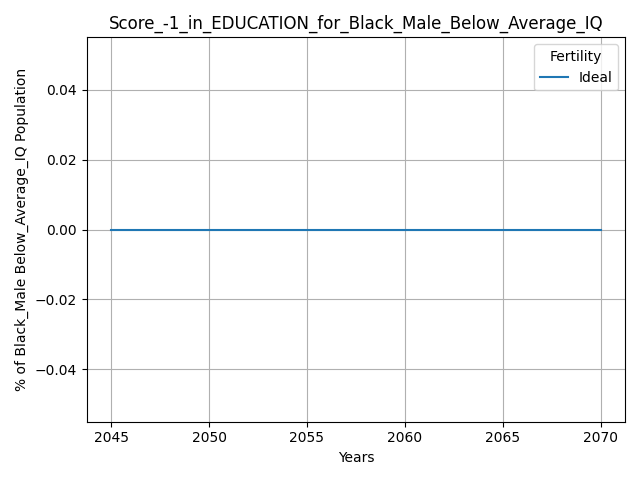 Score_-1_in_EDUCATION_for_Black_Male_Below_Average_IQ
Fertility
Ideal
% of Black_Male Below_Average_IQ Population
0.04
0.02
0.00
−0.02
−0.04
2045 2050 2055 2060 2065 2070
Years